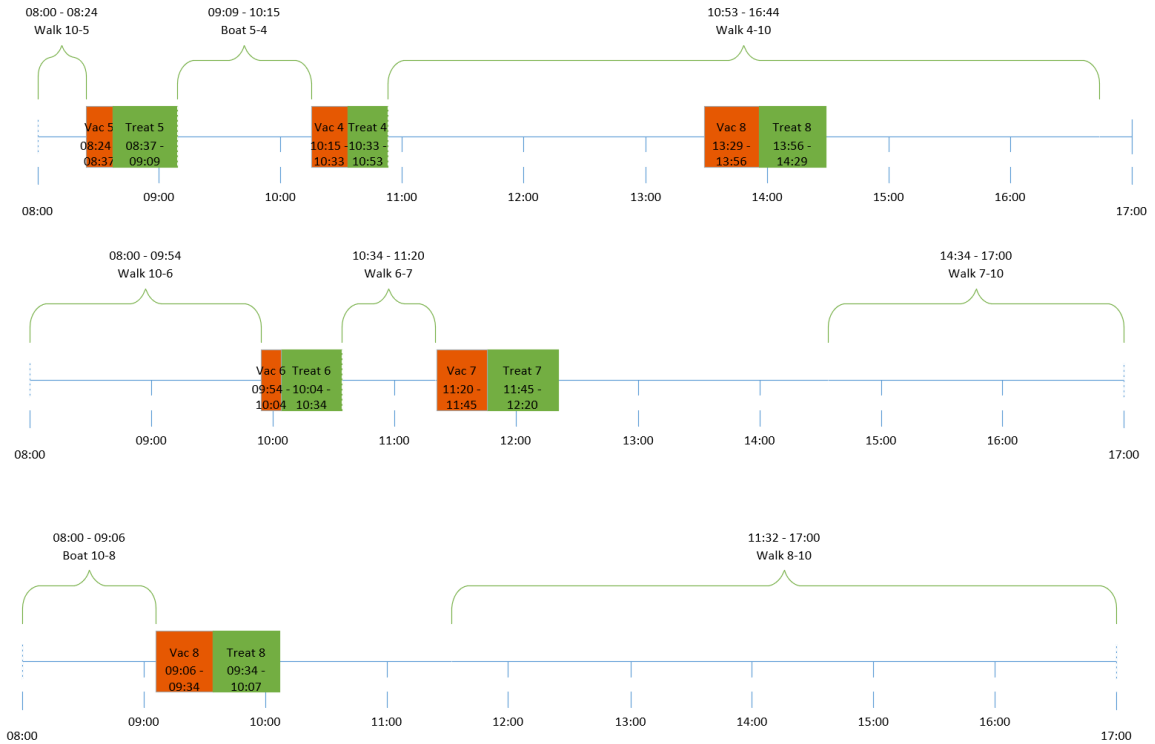 08:00 - 08:24
Walk 10-5
09:09 - 10:15
Boat 5-4
10:53 - 16:44
Walk 4-10
Vac 5
08:24
08:37
Treat 5
08:37 -
09:09
Vac 4
10:15 -
10:33
Treat 4
10:33 -
10:53
Vac 8
13:29 -
13:56
Treat 8
13:56 -
14:29
08:00
09:00
10:00
11:00
12:00
13:00
14:00
15:00
16:00
17:00
08:00 - 09:54
Walk 10-6
10:34 - 11:20
Walk 6-7
14:34 - 17:00
Walk 7-10
Vac 6
09:54 -
10:04
Treat 6
10:04 -
10:34
Vac 7
11:20 -
11:45
Treat 7
11:45 -
12:20
08:00
09:00
10:00
11:00
12:00
13:00
14:00
15:00
16:00
17:00
08:00 - 09:06
Boat 10-8
11:32 - 17:00
Walk 8-10
Vac 8
09:06 -
09:34
Treat 8
09:34 -
10:07
08:00
09:00
10:00
11:00
12:00
13:00
14:00
15:00
16:00
17:00